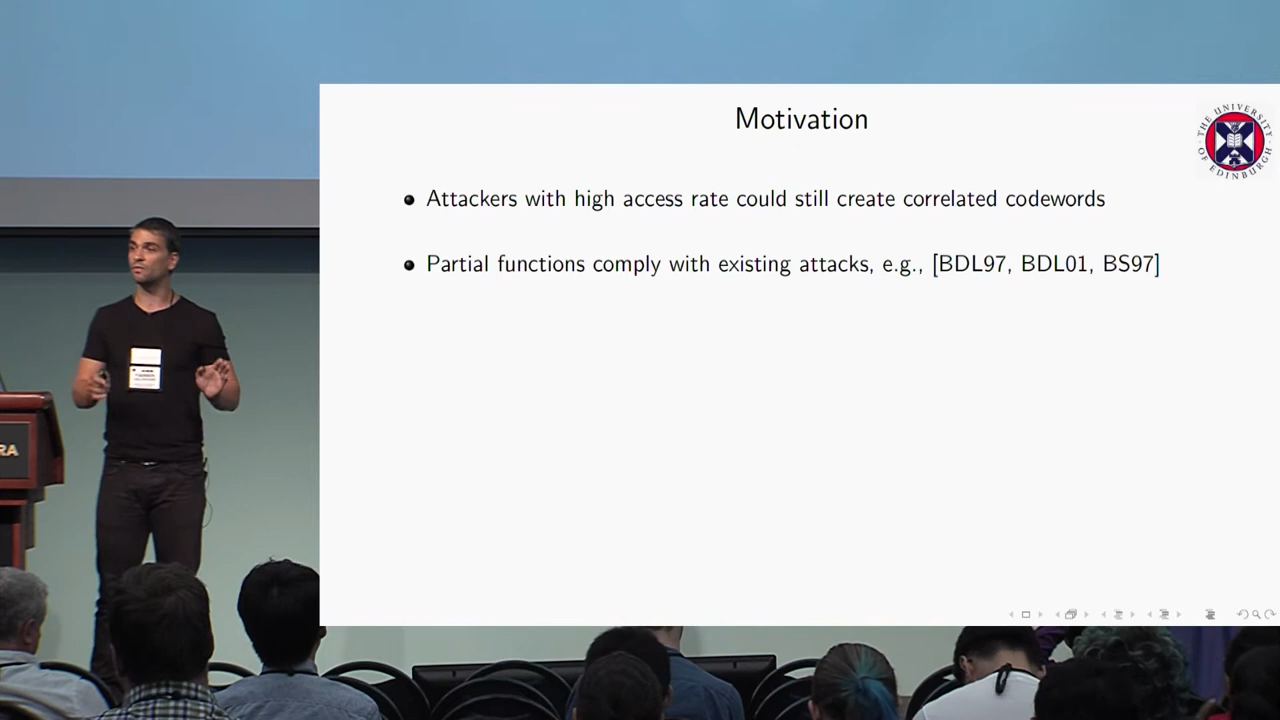 Motivation
THE UNIVERSITY OF EDINBURGH
Attackers with high access rate could still create correlated codewords
Partial functions comply with existing attacks, e.g., [BDL97, BDL01, BS97]
RA